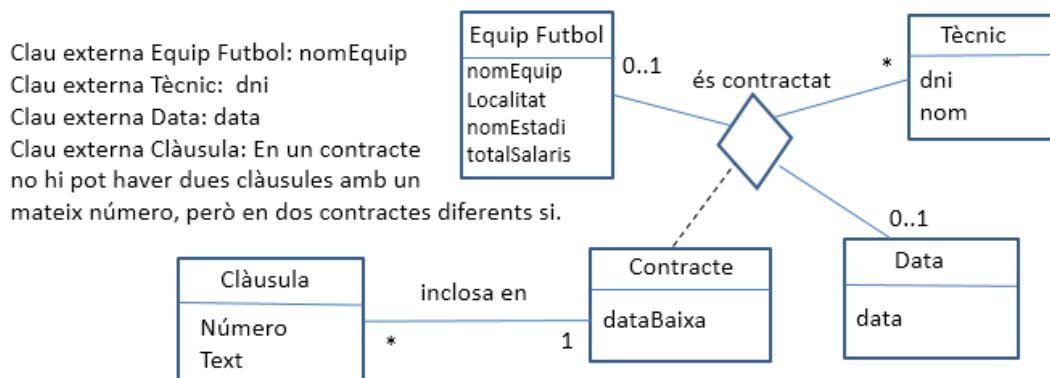 Clau externa Equip Futbol: nomEquip
Clau externa Tècnic:  dni
Clau externa Data: data
Clau externa Clàusula: En un contracte
no hi pot haver dues clàusules amb un
mateix número, però en dos contractes diferents si.
Equip Futbol
nomEquip
Localitat
nomEstadi
totalSalaris
0..1
és contractat
*
Tècnic
dni
nom
0..1
Data
data
Contracte
dataBaixa
Clàusula
Número
Text
inclosa en
*
1